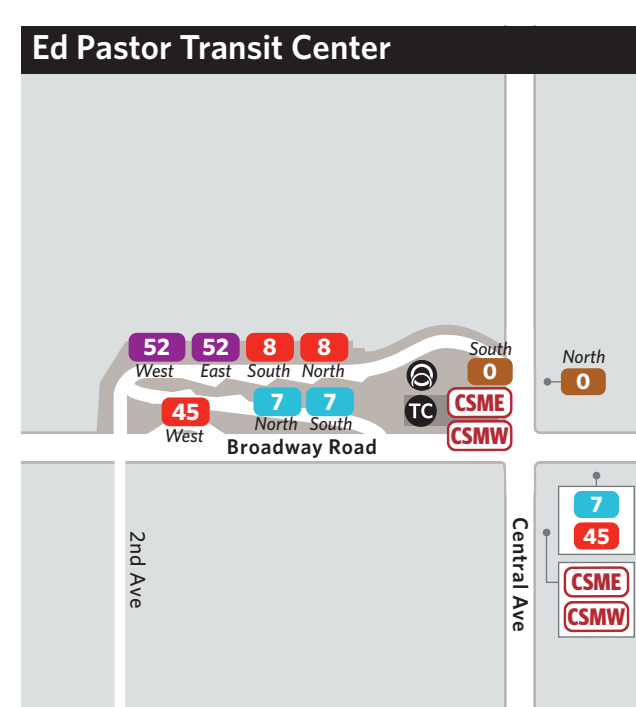 Ed Pastor Transit Center
52
52
8
8
West
East
South
North
South
0
North
0
45
West
7
7
North
South
TC
CSME
CSMW
Broadway Road
2nd Ave
Central Ave
7
45
CSME
CSMW